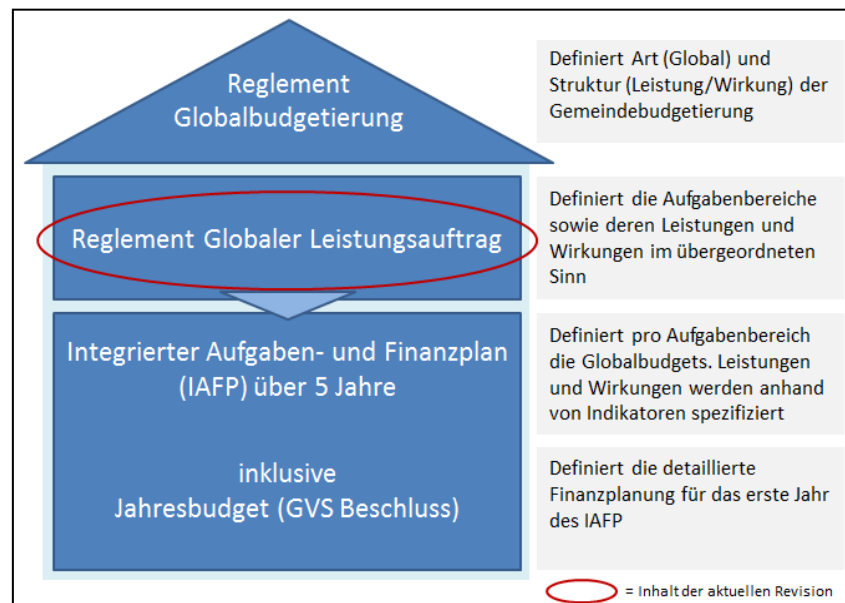 Reglement
Globalbudgetierung
Definiert Art (Global) und
Struktur (Leistung/Wirkung) der
Gemeindebudgetierung
Reglement Globaler Leistungsauftrag
Definiert die Aufgabenbereiche
sowie deren Leistungen und
Wirkungen im übergeordneten
Sinn
Integrierter Aufgaben- und Finanzplan
(IAFP) über 5 Jahre
Definiert pro Aufgabenbereich
die Globalbudgets. Leistungen
und Wirkungen werden anhand
von Indikatoren spezifiziert
inklusive
Jahresbudget (GVS Beschluss)
Definiert die detaillierte
Finanzplanung für das erste Jahr
des IAFP
= Inhalt der aktuellen Revision